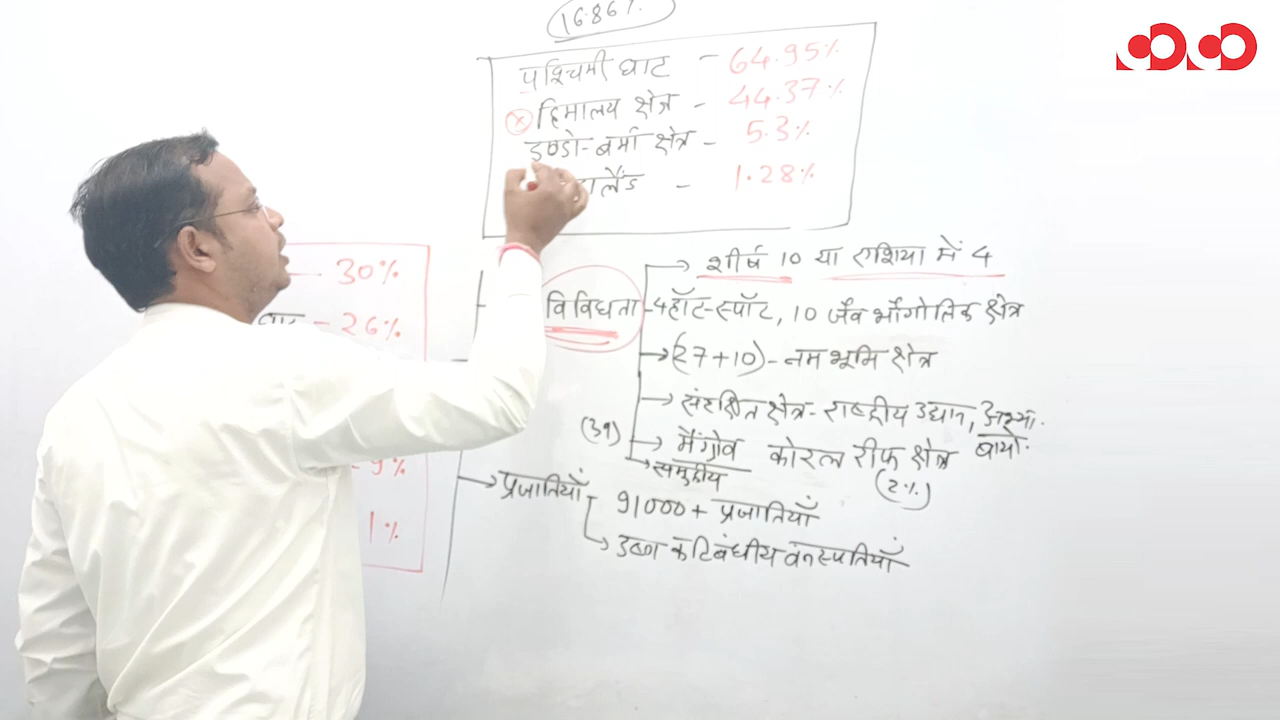 16.86%
पश्चिमी घाट - 64.95%
हिमालय क्षेत्र - 44.37%
इण्डो-बर्मा क्षेत्र - 5.3%
लैंड - 1.28%
30%
- 26%
- 9%
1%
विविधता
शीर्ष 10 या एशिया में 4
4 हॉट-स्पॉट, 10 जैव भौगोलिक क्षेत्र
(27+10) - नम भूमि क्षेत्र
संरक्षित क्षेत्र - राष्ट्रीय उद्यान, अभ्या. बायो.
(39) मैंग्रोव कोरल रीफ क्षेत्र (2%)
समुद्रीय
प्रजातियाँ
91000+ प्रजातियाँ
उष्ण कटिबंधीय वनस्पतियाँ